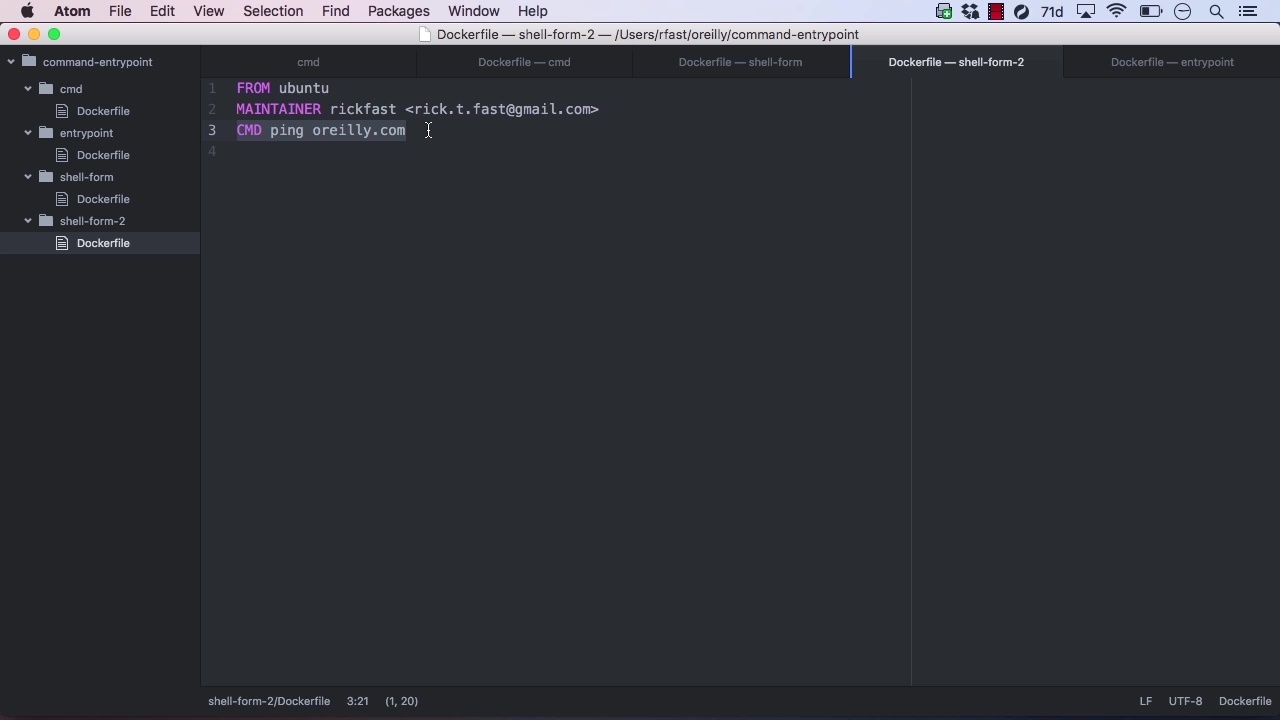 Atom File Edit View Selection Find Packages Window Help 71d
Dockerfile — shell-form-2 — /Users/rfast/oreilly/command-entrypoint
command-entrypoint
cmd
Dockerfile
entrypoint
Dockerfile
shell-form
Dockerfile
shell-form-2
Dockerfile
cmd Dockerfile — cmd Dockerfile — shell-form Dockerfile — shell-form-2 Dockerfile — entrypoint
1 FROM ubuntu
2 MAINTAINER rickfast <rick.t.fast@gmail.com>
3 CMD ping oreilly.com
4
shell-form-2/Dockerfile 3:21 (1, 20) LF UTF-8 Dockerfile